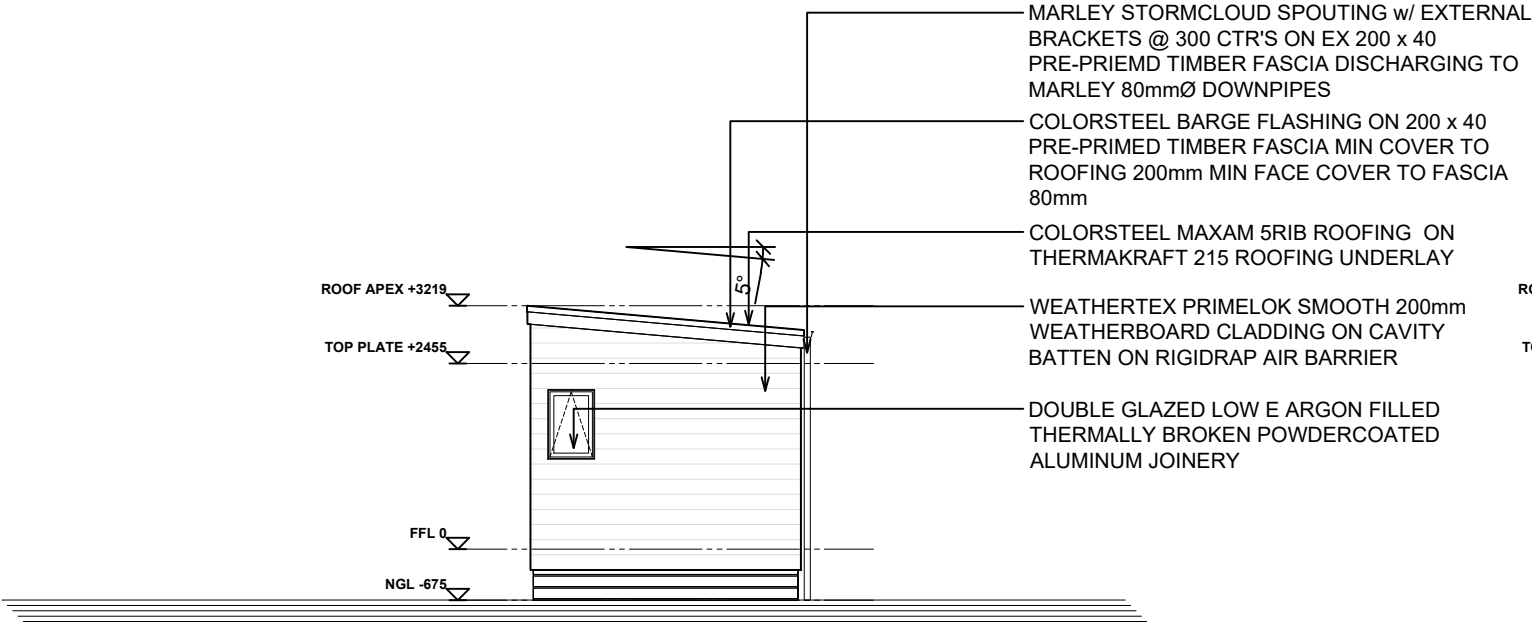 MARLEY STORMCLOUD SPOUTING w/ EXTERNAL
BRACKETS @ 300 CTR'S ON EX 200 x 40
PRE-PRIEMD TIMBER FASCIA DISCHARGING TO
MARLEY 80mmØ DOWNPIPES
COLORSTEEL BARGE FLASHING ON 200 x 40
PRE-PRIMED TIMBER FASCIA MIN COVER TO
ROOFING 200mm MIN FACE COVER TO FASCIA
80mm
COLORSTEEL MAXAM 5RIB ROOFING ON
THERMAKRAFT 215 ROOFING UNDERLAY
5°
ROOF APEX +3219
WEATHERTEX PRIMELOK SMOOTH 200mm
WEATHERBOARD CLADDING ON CAVITY
BATTEN ON RIGIDRAP AIR BARRIER
TOP PLATE +2455
DOUBLE GLAZED LOW E ARGON FILLED
THERMALLY BROKEN POWDERCOATED
ALUMINUM JOINERY
FFL 0
NGL -675